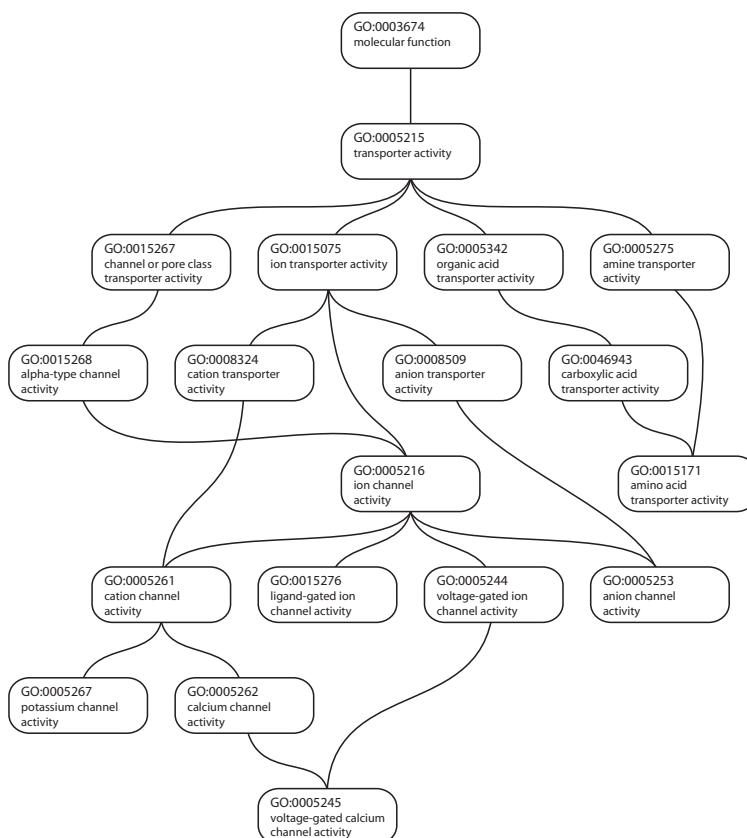 GO:0003674
molecular function
GO:0005215
transporter activity
GO:0015267
channel or pore class
transporter activity
GO:0015075
ion transporter activity
GO:0005342
organic acid
transporter activity
GO:0005275
amine transporter
activity
GO:0015268
alpha-type channel
activity
GO:0008324
cation transporter
activity
GO:0008509
anion transporter
activity
GO:0046943
carboxylic acid
transporter activity
GO:0005216
ion channel
activity
GO:0015171
amino acid
transporter activity
GO:0005261
cation channel
activity
GO:0015276
ligand-gated ion
channel activity
GO:0005244
voltage-gated ion
channel activity
GO:0005253
anion channel
activity
GO:0005267
potassium channel
activity
GO:0005262
calcium channel
activity
GO:0005245
voltage-gated calcium
channel activity